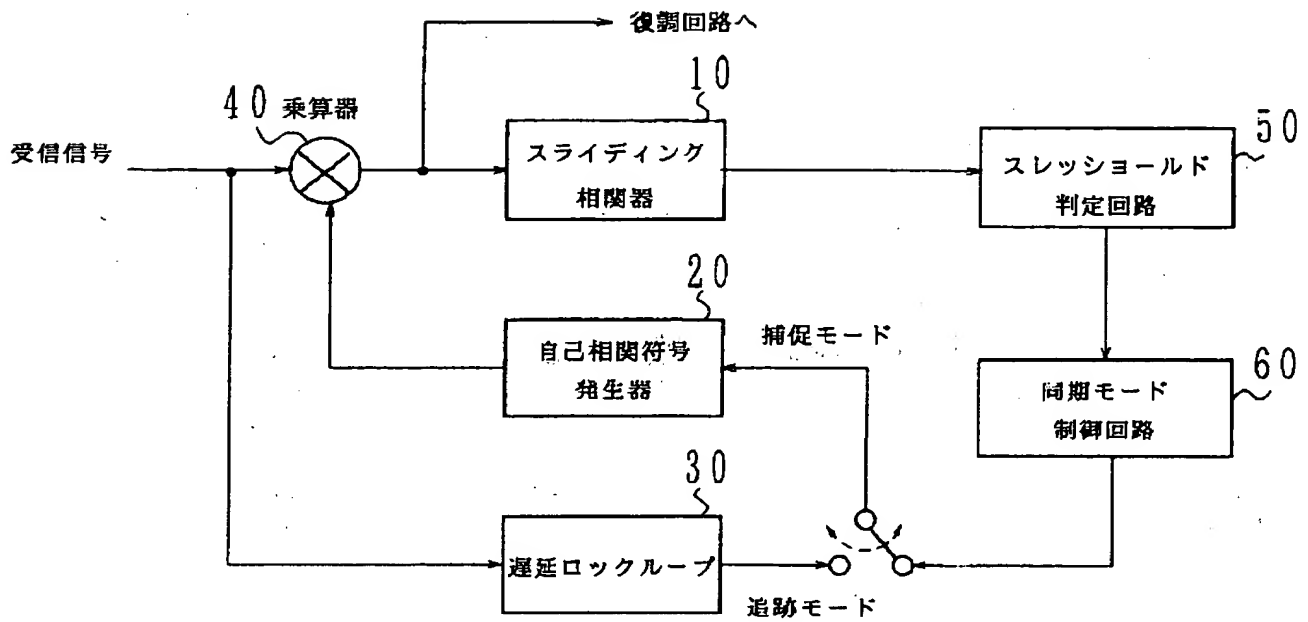 復調回路へ
10
40 乗算器
50
受信信号
スライディング
相関器
スレッショールド
判定回路
20
自己相関符号
発生器
捕促モード
60
同期モード
制御回路
30
遅延ロックループ
追跡モード